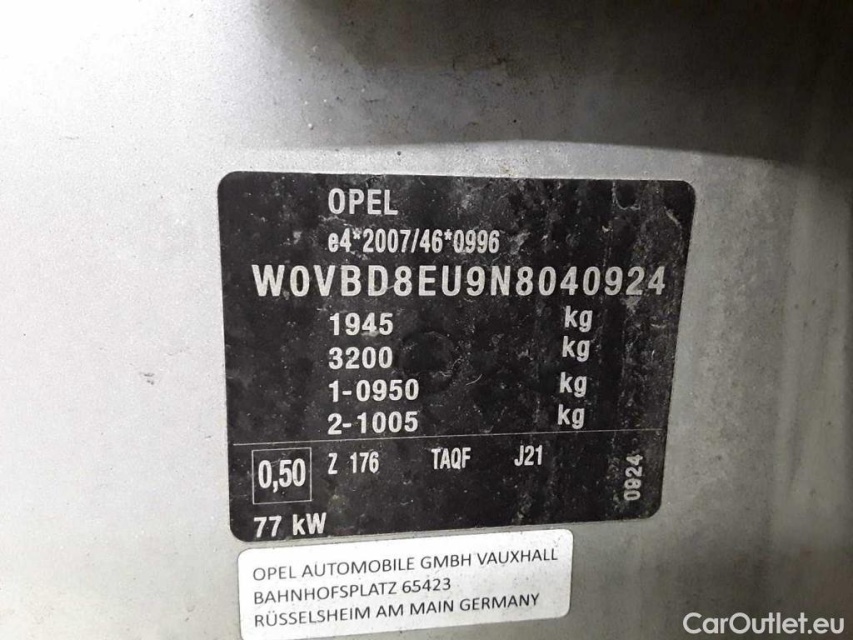 OPEL
e4*2007/46*0996
W0VBD8EU9N8040924
1945 kg
3200 kg
1-0950 kg
2-1005 kg
0,50 Z 176 TAQF J21 0924
77 kW
OPEL AUTOMOBILE GMBH VAUXHALL
BAHNHOFSPLATZ 65423
RÜSSELSHEIM AM MAIN GERMANY
CarOutlet.eu